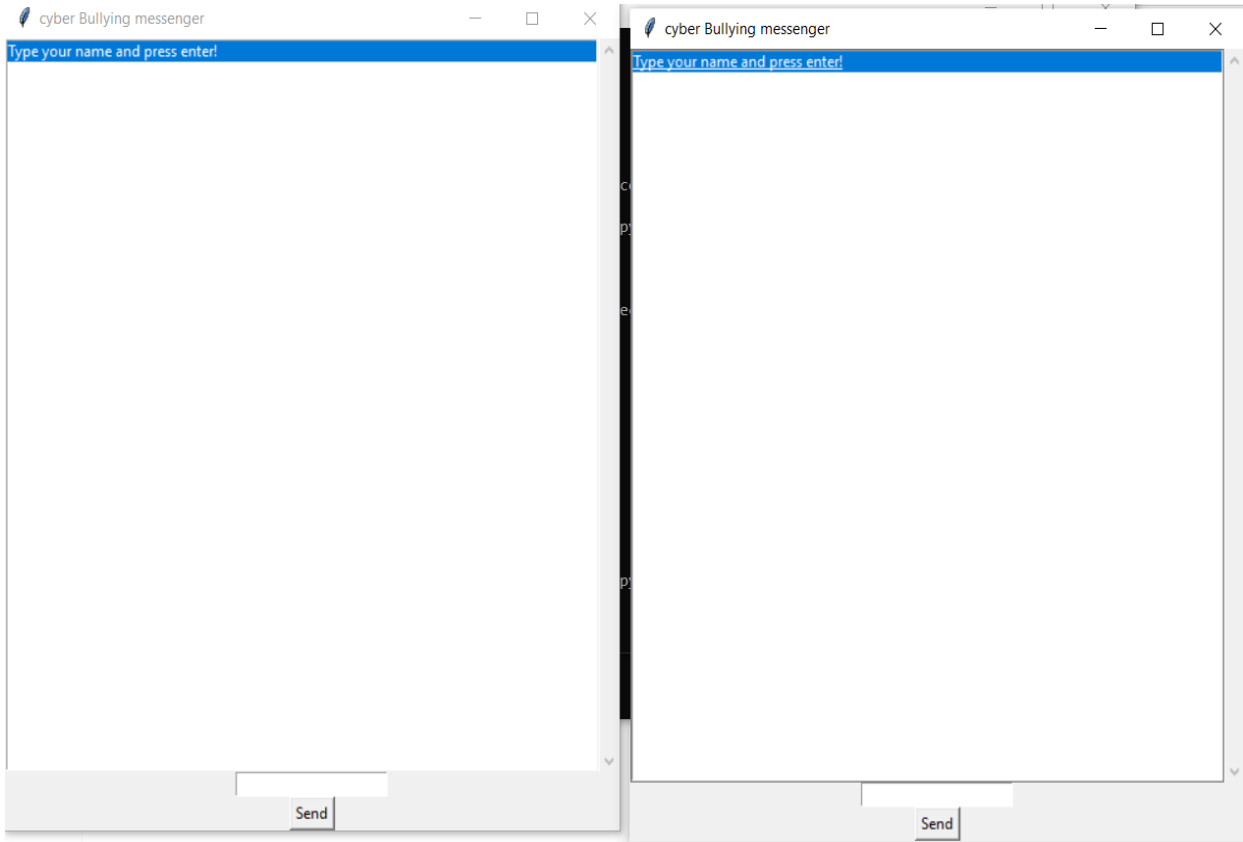 cyber Bullying messenger
Type your name and press enter!
Send
cyber Bullying messenger
Type your name and press enter!
Send